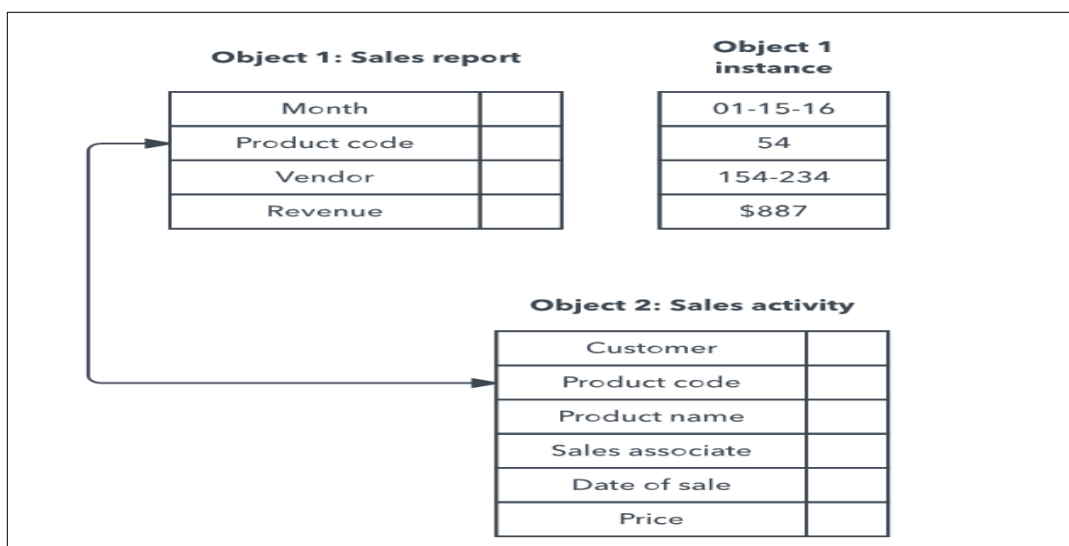 Object 1: Sales report
Object 1
instance
Month
Product code
Vendor
Revenue
01-15-16
54
154-234
$887
Object 2: Sales activity
Customer
Product code
Product name
Sales associate
Date of sale
Price